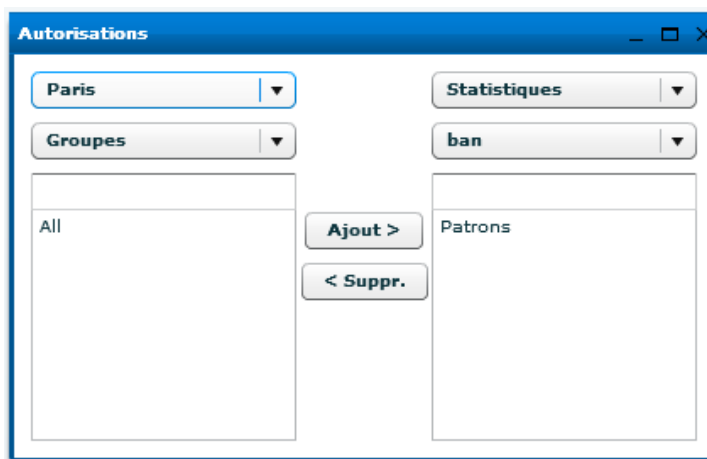 Autorisations
Paris
Statistiques
Groupes
ban
All
Patrons
Ajout >
< Suppr.